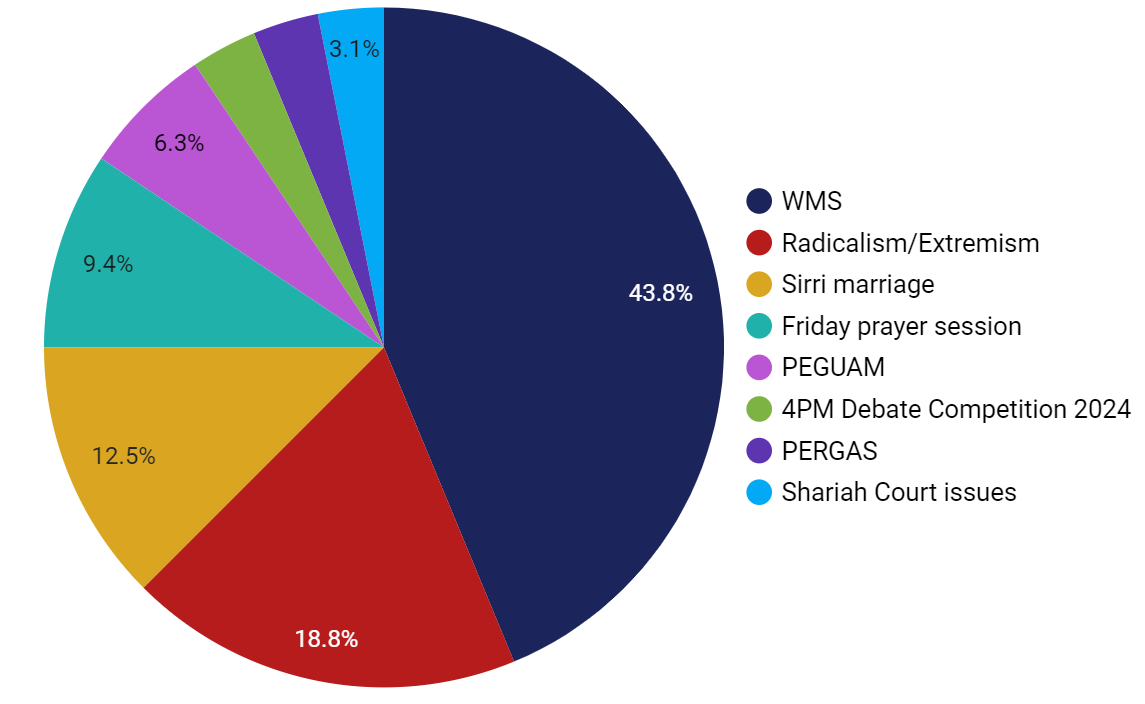 3.1%
6.3%
9.4%
43.8%
12.5%
18.8%
WMS
Radicalism/Extremism
Sirri marriage
Friday prayer session
PEGUAM
4PM Debate Competition 2024
PERGAS
Shariah Court issues